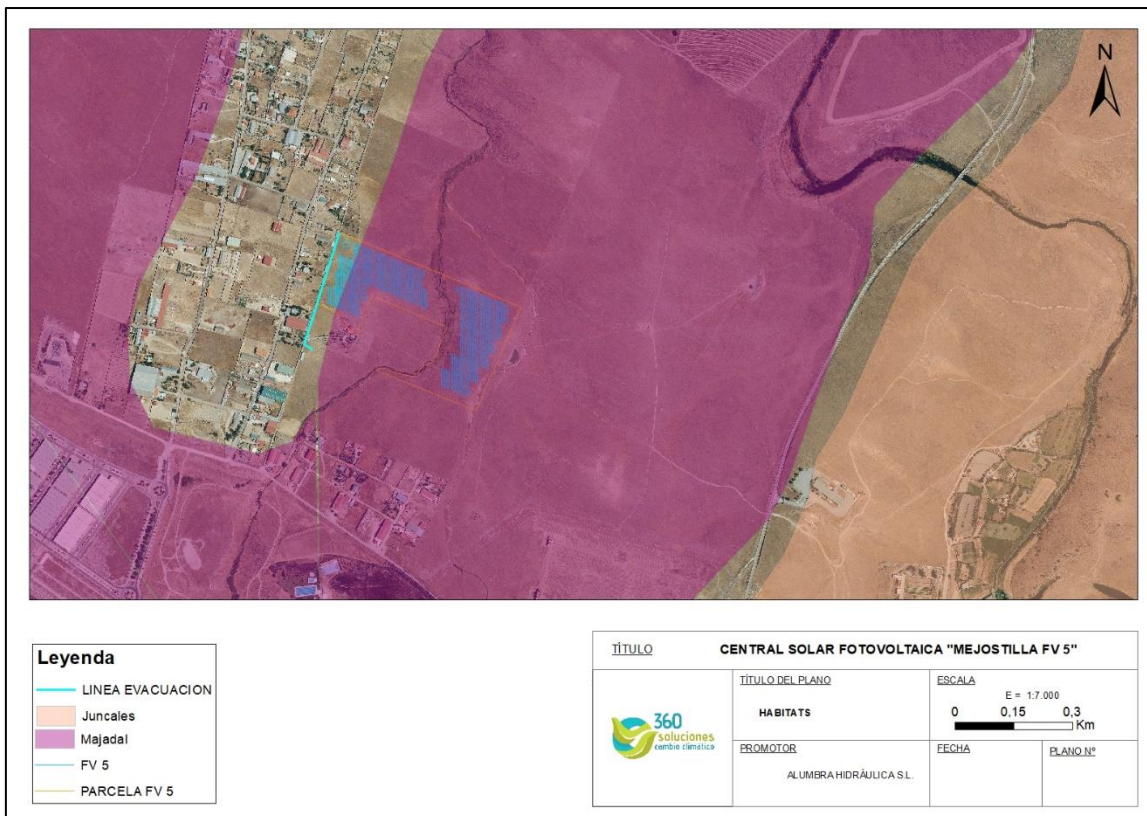 N
Leyenda
LINEA EVACUACION
Juncales
Majadal
FV 5
PARCELA FV 5
TÍTULO
CENTRAL SOLAR FOTOVOLTAICA "MEJOSTILLA FV 5"
360
soluciones
cambio climático
TÍTULO DEL PLANO
HABITATS
ESCALA
E = 1:7.000
0 0,15 0,3
Km
PROMOTOR
ALUMBRA HIDRÁULICA S.L.
FECHA
PLANO Nº